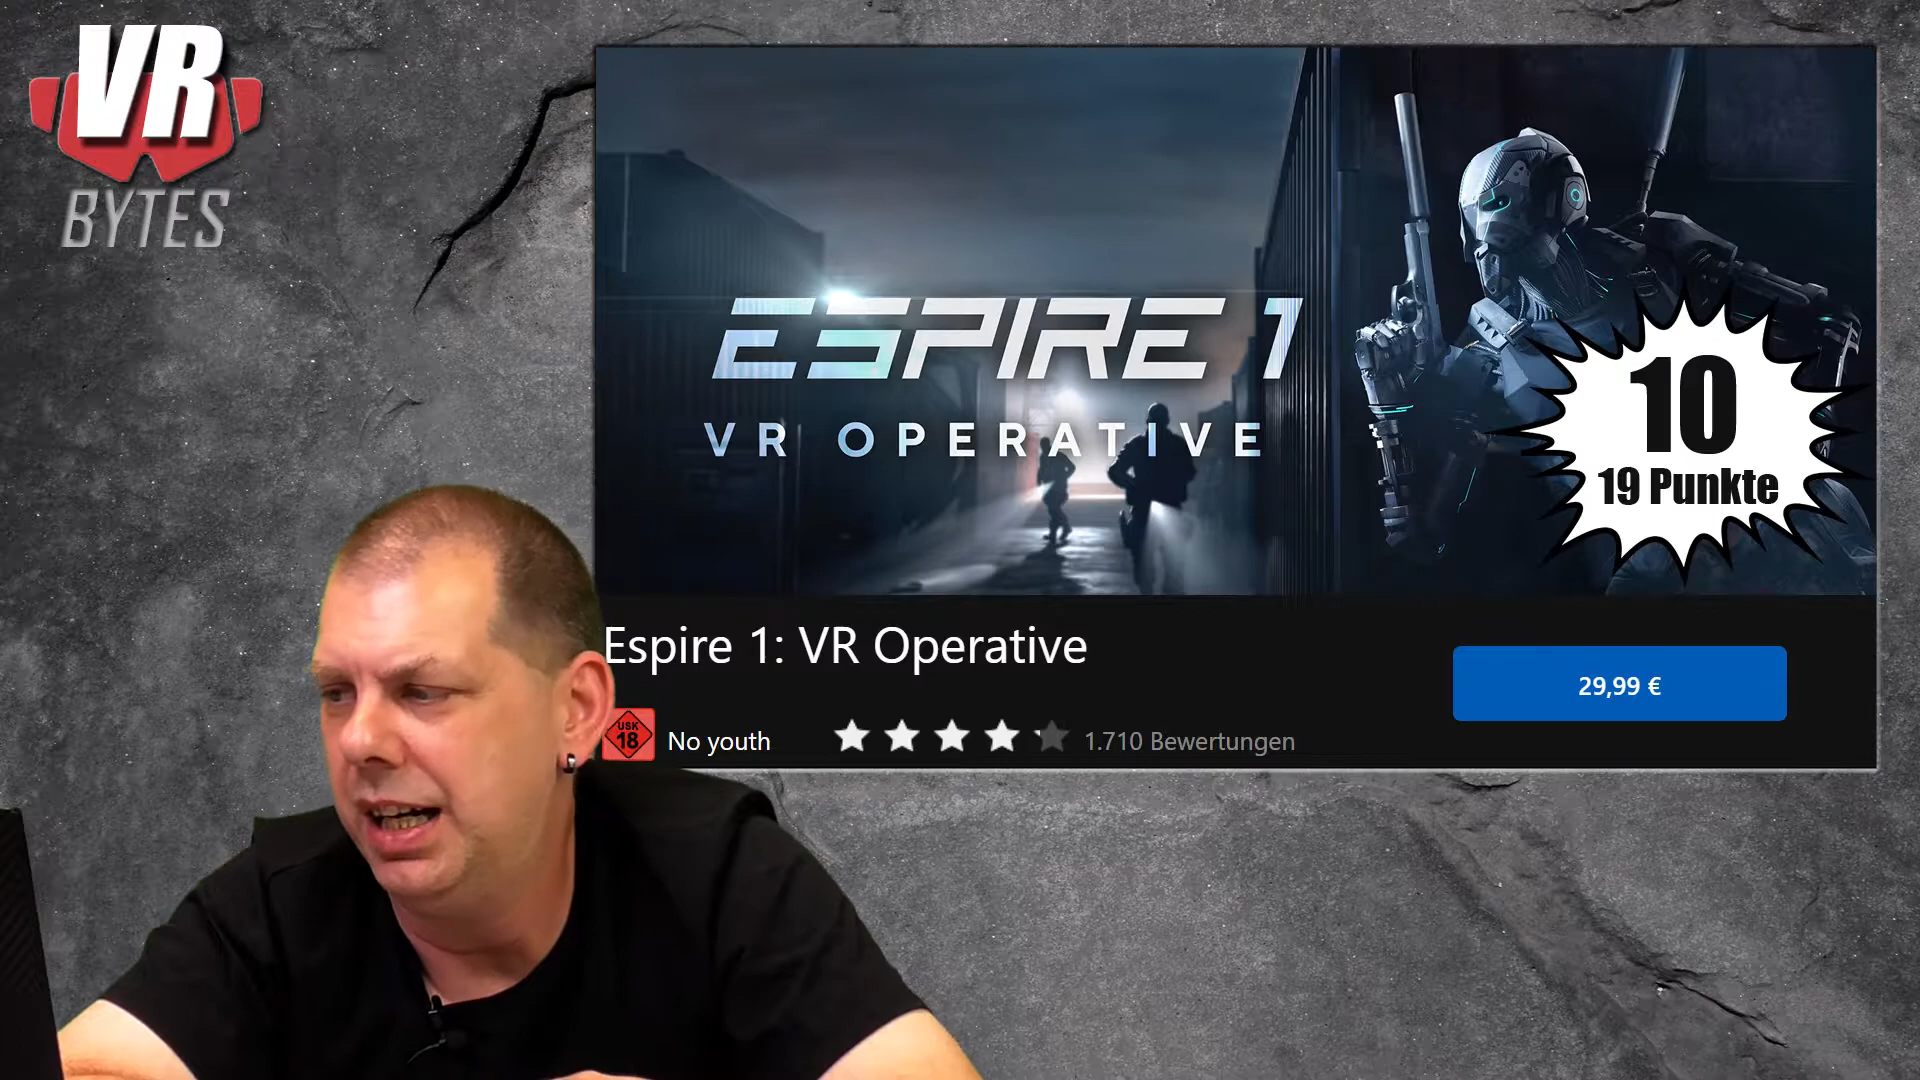 VR
BYTES
ESPIRE 1
VR OPERATIVE
10
19 Punkte
Espire 1: VR Operative
29,99 €
USK
18
No youth
1.710 Bewertungen